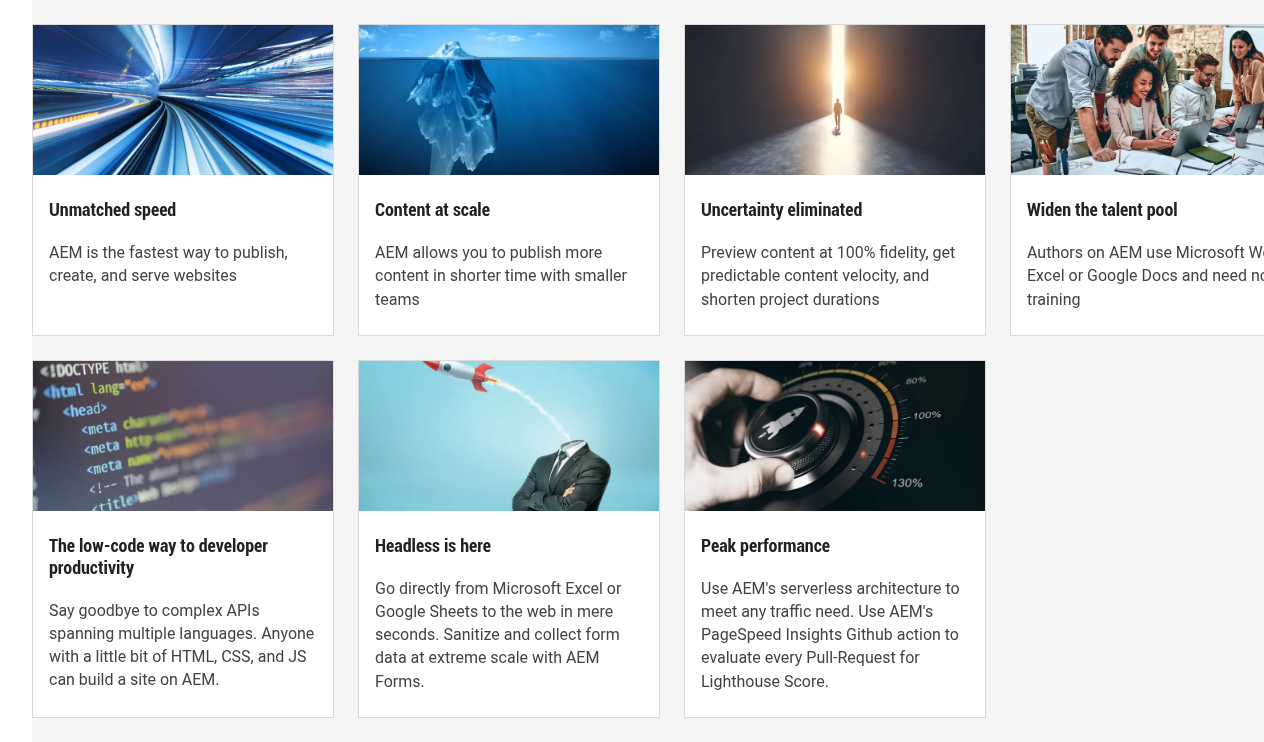 Unmatched speed
AEM is the fastest way to publish,
create, and serve websites
Content at scale
AEM allows you to publish more
content in shorter time with smaller
teams
Uncertainty eliminated
Preview content at 100% fidelity, get
predictable content velocity, and
shorten project durations
Widen the talent pool
Authors on AEM use Microsoft
Excel or Google Docs and need
training
<!DOCTYPE html>
<html lang="en">
<head>
<meta
<meta
<meta
<!-- The
<title>Web Design
The low-code way to developer
productivity
Say goodbye to complex APIs
spanning multiple languages. Anyone
with a little bit of HTML, CSS, and JS
can build a site on AEM.
Headless is here
Go directly from Microsoft Excel or
Google Sheets to the web in mere
seconds. Sanitize and collect form
data at extreme scale with AEM
Forms.
80%
100%
130%
Peak performance
Use AEM's serverless architecture to
meet any traffic need. Use AEM's
PageSpeed Insights Github action to
evaluate every Pull-Request for
Lighthouse Score.